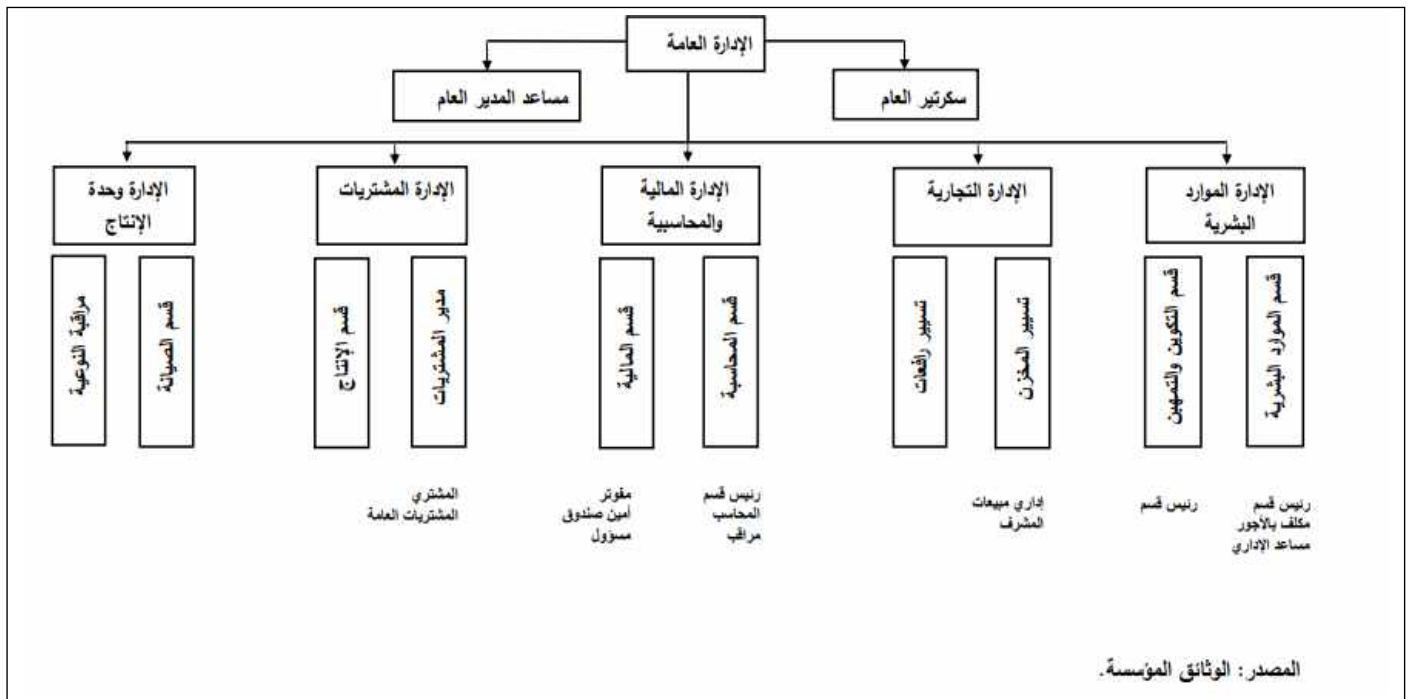 الإدارة العامة
سكرتير العام
مساعد المدير العام
الإدارة الموارد
البشرية
الإدارة التجارية
الإدارة المالية
والمحاسبية
الإدارة المشتريات
الإدارة وحدة
الإنتاج
قسم الموارد البشرية
قسم التكوين والتمهين
تسيير المخزن
تسيير رافعات
قسم المحاسبة
قسم المالية
مدير المشتريات
قسم الإنتاج
قسم الصيانة
مراقبة النوعية
رئيس قسم
مكلف بالأجور
مساعد الإداري
رئيس قسم
إداري مبيعات
المشرف
رئيس قسم
المحاسب
مراقب
مفوتر
أمين صندوق
مسؤول
المشتري
المشتريات العامة
المصدر: الوثائق المؤسسة.